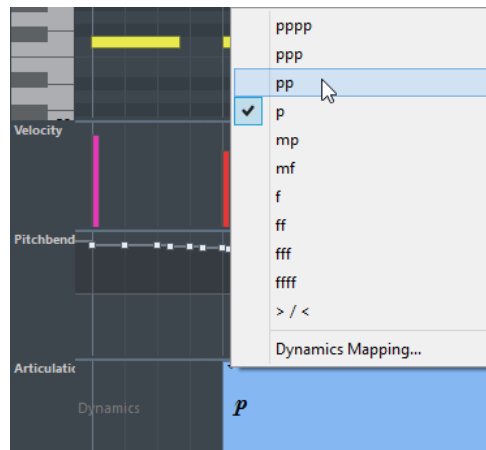 pppp
ppp
pp
p
mp
mf
f
ff
fff
ffff
> / <
Dynamics Mapping...
Velocity
Pitchbend
Articulatic
Dynamics
p